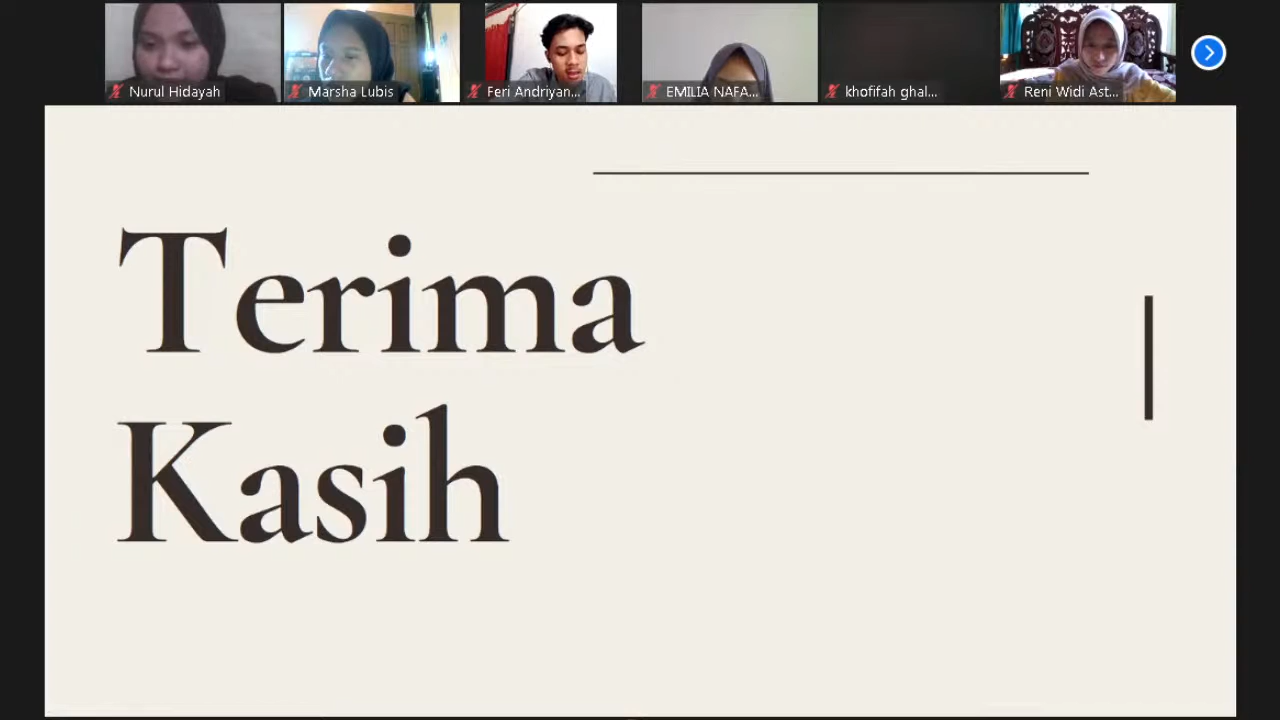 Nurul Hidayah
Marsha Lubis
Feri Andriyan...
EMILIA NAFA...
khofifah ghal...
Reni Widi Ast...
Terima
Kasih